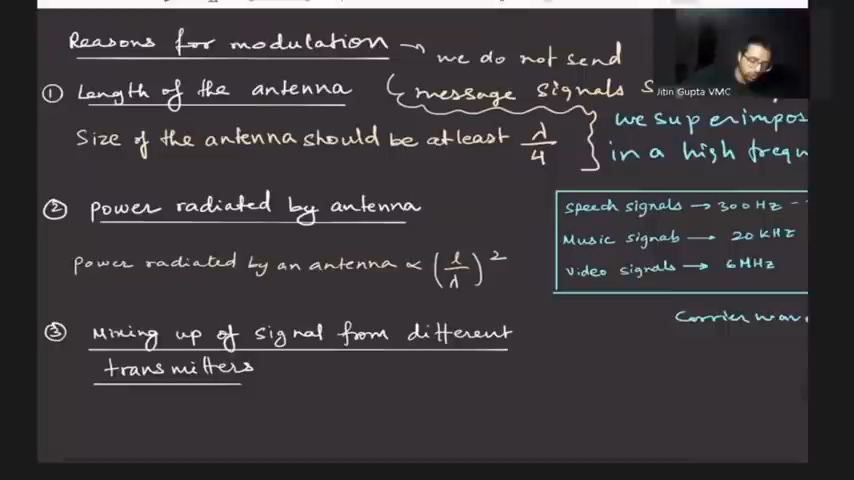 Reasons for modulation → we do not send
message signals
① Length of the antenna
Size of the antenna should be atleast λ/4
we superimpos
in a high frequ
② Power radiated by antenna
Power radiated by an antenna ∝ (l/λ)²
Speech signals → 300 Hz -
Music signals → 20 KHz
Video signals → 6 MHz
Carrier wav
③ Mixing up of signal from different
transmitters
Jitin Gupta VMC